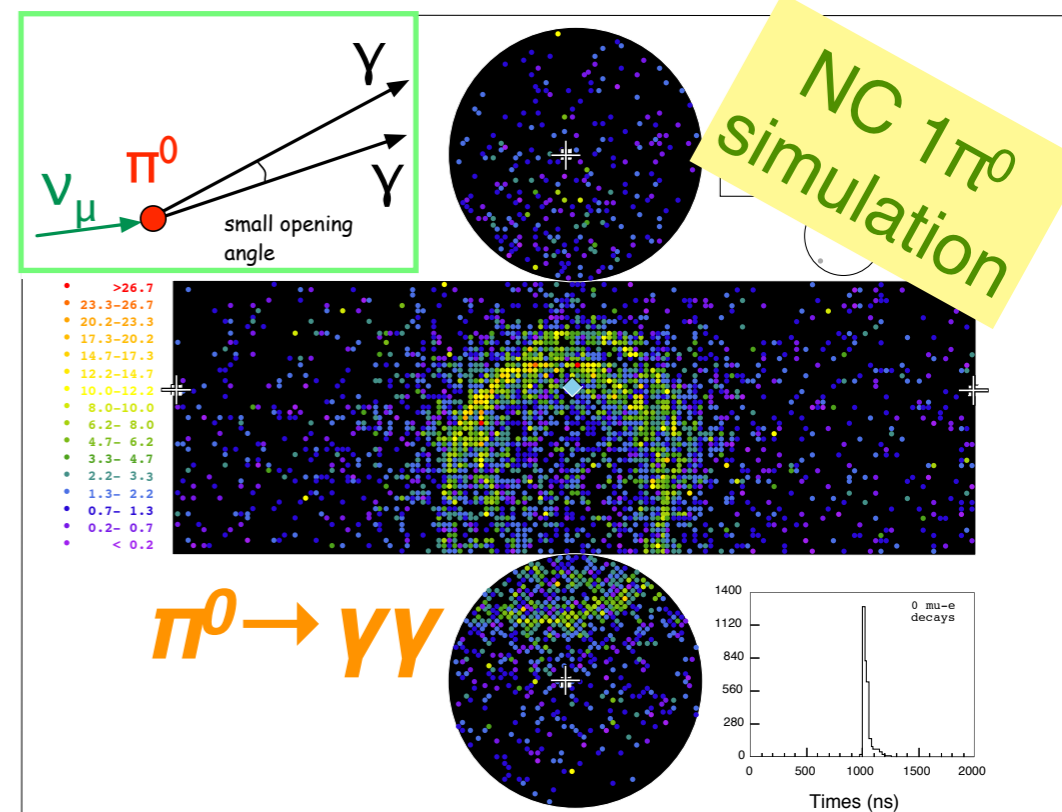 γ
γ
π⁰
ν_μ
small opening
angle
NC 1π⁰
simulation
>26.7
23.3-26.7
20.2-23.3
17.3-20.2
14.7-17.3
12.2-14.7
10.0-12.2
8.0-10.0
6.2- 8.0
4.7- 6.2
3.3- 4.7
2.2- 3.3
1.3- 2.2
0.7- 1.3
0.2- 0.7
< 0.2
π⁰→ γγ
0 mu-e
decays
1400
1120
840
560
280
0
0 500 1000 1500 2000
Times (ns)